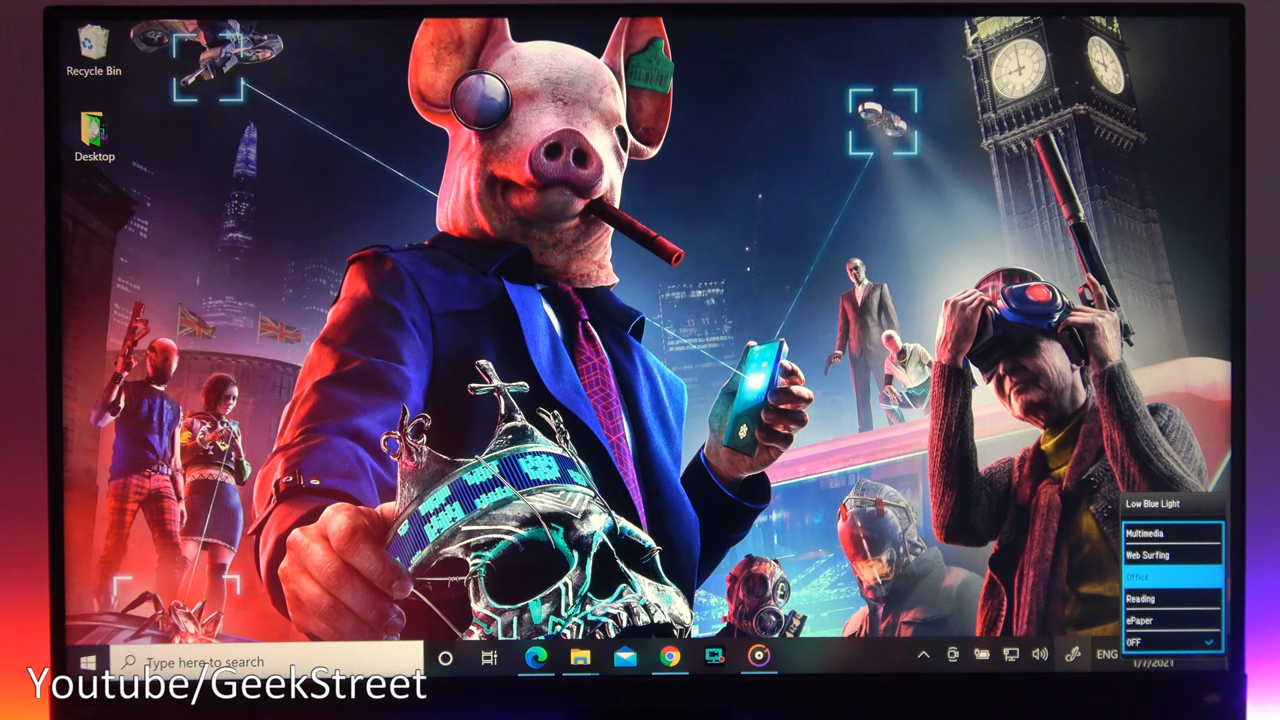 Recycle Bin
Desktop
Low Blue Light
Multimedia
Web Surfing
Office
Reading
ePaper
OFF
Type here to search
ENG
1/7/2021
Youtube/GeekStreet